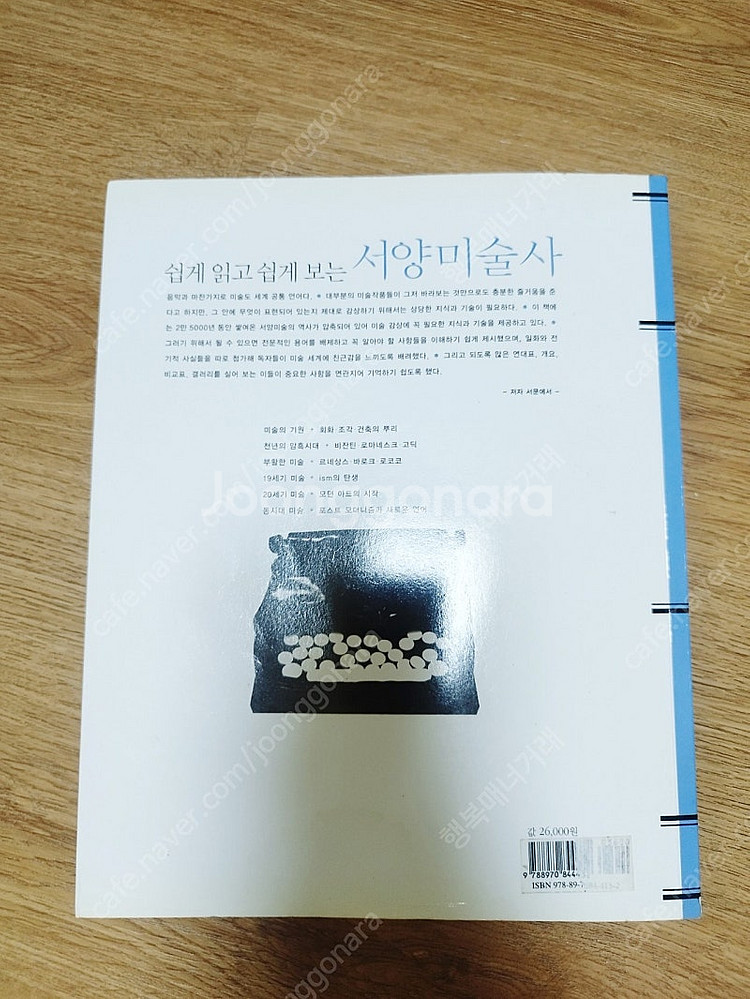 쉽게 읽고 쉽게 보는 서양미술사
음악과 마찬가지로 미술도 세계 공통 언어다. * 대부분의 미술작품들이 그저 바라보는 것만으로도 충분한 즐거움을 준
다고 하지만, 그 안에 무엇이 표현되어 있는지 제대로 감상하기 위해서는 상당한 지식과 기술이 필요하다. * 이 책에
는 2만 5000년 동안 쌓여온 서양미술의 역사가 압축되어 있어 미술 감상에 꼭 필요한 지식과 기술을 제공하고 있다. *
그러기 위해서 될 수 있으면 전문적인 용어를 배제하고 꼭 알아야 할 사항들을 이해하기 쉽게 제시했으며, 일화와 전
기적 사실들을 따로 첨가해 독자들이 미술 세계에 친근감을 느끼도록 배려했다. * 그리고 되도록 많은 연대표, 개요,
비교표, 갤러리를 실어 보는 이들이 중요한 사항을 연관지어 기억하기 쉽도록 했다.
- 저자 서문에서 -
미술의 기원 * 회화·조각·건축의 뿌리
천년의 암흑시대 * 비잔틴·로마네스크·고딕
부활한 미술 * 르네상스·바로크·로코코
19세기 미술 * ism의 탄생
20세기 미술 * 모던 아트의 시작
동시대 미술 * 포스트 모더니즘과 새로운 언어
Joonggonara
값 26,000원
9 788970 844
ISBN 978-89-7
cafe.naver.com/joonggonara
행복매너거래